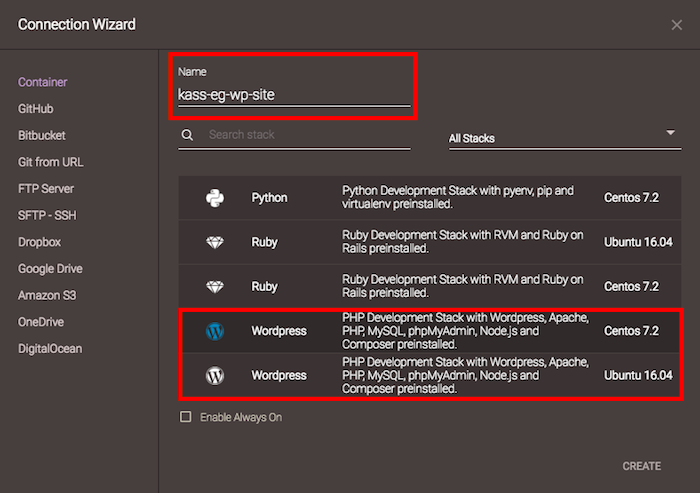 Connection Wizard
Container
GitHub
Bitbucket
Git from URL
FTP Server
SFTP - SSH
Dropbox
Google Drive
Amazon S3
OneDrive
DigitalOcean
Name
kass-eg-wp-site
Search stack
All Stacks
Python
Python Development Stack with pyenv, pip and
virtualenv preinstalled.
Centos 7.2
Ruby
Ruby Development Stack with RVM and Ruby on
Rails preinstalled.
Ubuntu 16.04
Ruby
Ruby Development Stack with RVM and Ruby on
Rails preinstalled.
Centos 7.2
Wordpress
PHP Development Stack with Wordpress, Apache,
PHP, MySQL, phpMyAdmin, Node.js and
Composer preinstalled.
Centos 7.2
Wordpress
PHP Development Stack with Wordpress, Apache,
PHP, MySQL, phpMyAdmin, Node.js and
Composer preinstalled.
Ubuntu 16.04
Enable Always On
CREATE